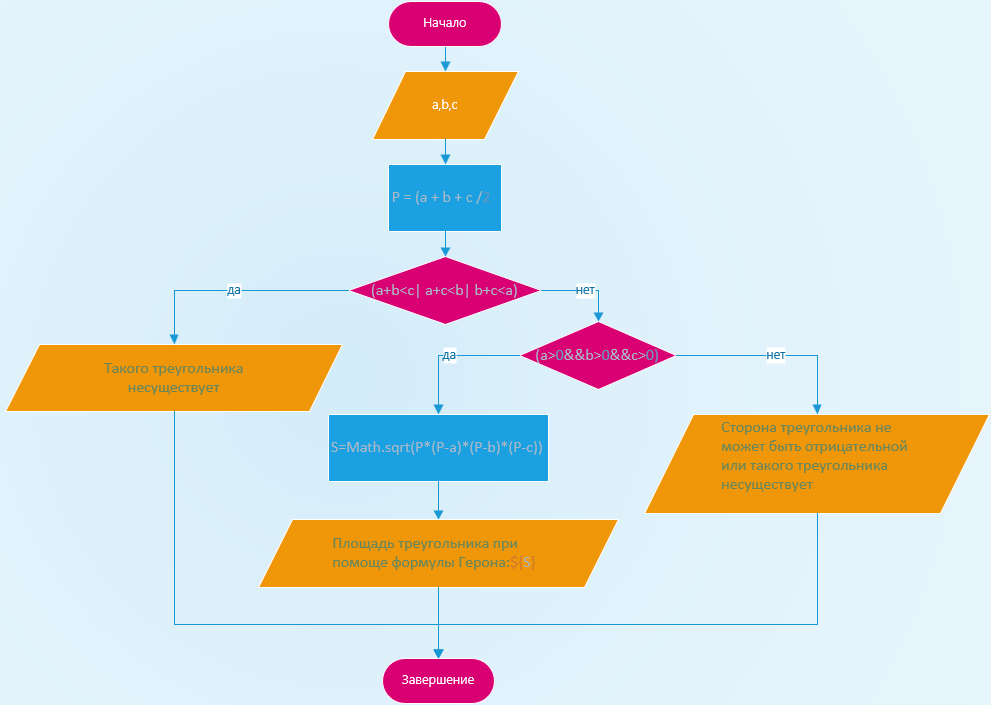 Начало
a,b,c
P = (a + b + c /2
(a+b<c| a+c<b| b+c<a)
да
нет
Такого треугольника
несуществует
(a>0&&b>0&&c>0)
да
нет
S=Math.sqrt(P*(P-a)*(P-b)*(P-c))
Сторона треугольника не
может быть отрицательной
или такого треугольника
несуществует
Площадь треугольника при
помоще формулы Герона:${S}
Завершение